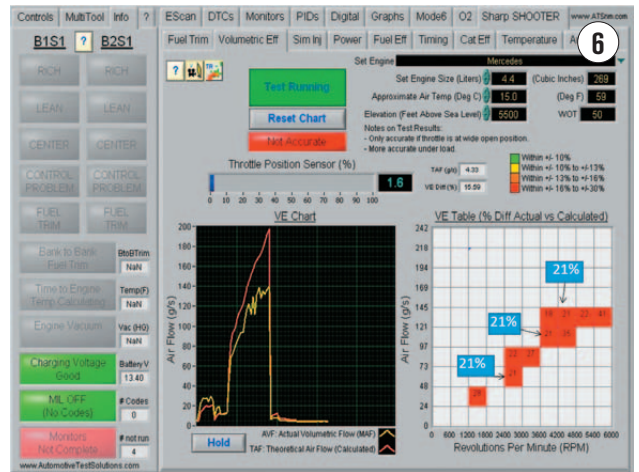 Controls MultiTool Info ? EScan DTCs Monitors PIDs Digital Graphs Mode6 O2 Sharp SHOOTER www.ATSnm.com
Fuel Trim Volumetric Eff Sim Inj Power Fuel Eff Timing Cat Eff Temperature
6
B1S1 ? B2S1
RICH RICH
LEAN LEAN
CENTER CENTER
CONTROL PROBLEM CONTROL PROBLEM
FUEL TRIM FUEL TRIM
Bank to Bank Fuel Trim BtoBTrim NaN
Time to Engine Temp Calculating Temp(F) NaN
Engine Vacuum Vac (HG) NaN
Charging Voltage Good Battery V 13.40
MIL OFF (No Codes) # Codes 0
Monitors Not Complete # not run 4
www.AutomotiveTestSolutions.com
Set Engine Mercedes
?
Test Running
Reset Chart
Not Accurate
Set Engine Size (Liters) 4.4 (Cubic Inches) 269
Approximate Air Temp (Deg C) 15.0 (Deg F) 59
Elevation (Feet Above Sea Level) 5500 WOT 50
Notes on Test Results:
- Only accurate if throttle is at wide open position.
- More accurate under load.
Throttle Position Sensor (%)
1.6
0 10 20 30 40 50 60 70 80 90 100
TAF (g/s) 4.33
VE Diff (%) 15.69
Within +/- 10%
Within +/- 10% to +/-13%
Within +/- 13% to +/-16%
Within +/- 16% to +/-30%
VE Chart
Air Flow (g/s)
200
180
160
140
120
100
80
60
40
20
0
Hold
AVF: Actual Volumetric Flow (MAF)
TAF: Theoretical Air Flow (Calculated)
VE Table (% Diff Actual vs Calculated)
Air Flow (g/s)
242
218
194
169
145
121
97
73
48
24
0
21%
21%
21%
21 22 41
21
21
0 600 1200 1800 2400 3000 3600 4200 4800 5400 6000
Revolutions Per Minute (RPM)